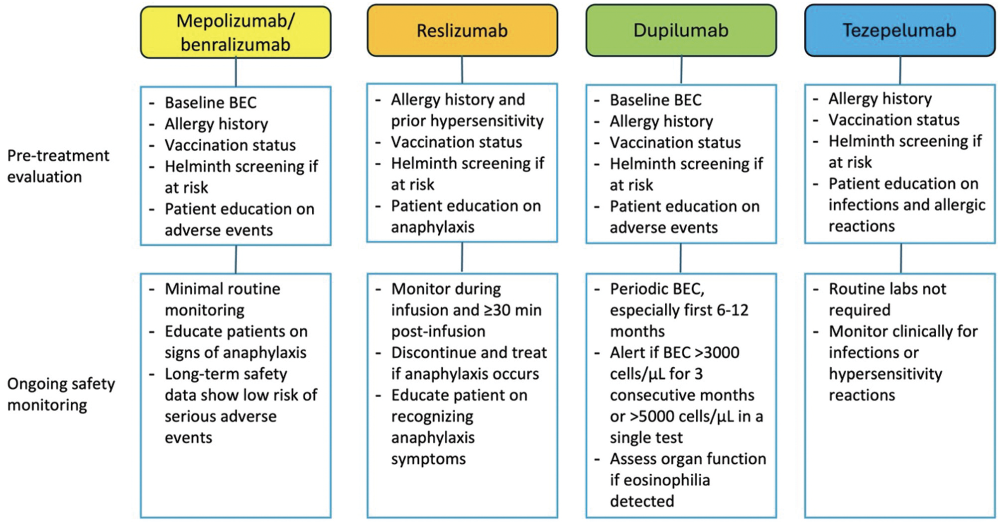 Mepolizumab/
benralizumab
Reslizumab
Dupilumab
Tezepelumab
Pre-treatment
evaluation
- Baseline BEC
- Allergy history
- Vaccination status
- Helminth screening if
at risk
- Patient education on
adverse events
- Allergy history and
prior hypersensitivity
- Vaccination status
- Helminth screening if
at risk
- Patient education on
anaphylaxis
- Baseline BEC
- Allergy history
- Vaccination status
- Helminth screening if
at risk
- Patient education on
adverse events
- Allergy history
- Vaccination status
- Helminth screening if
at risk
- Patient education on
infections and allergic
reactions
Ongoing safety
monitoring
- Minimal routine
monitoring
- Educate patients on
signs of anaphylaxis
- Long-term safety
data show low risk of
serious adverse
events
- Monitor during
infusion and ≥30 min
post-infusion
- Discontinue and treat
if anaphylaxis occurs
- Educate patient on
recognizing
anaphylaxis
symptoms
- Periodic BEC,
especially first 6-12
months
- Alert if BEC >3000
cells/μL for 3
consecutive months
or >5000 cells/μL in a
single test
- Assess organ function
if eosinophilia
detected
- Routine labs not
required
- Monitor clinically for
infections or
hypersensitivity
reactions